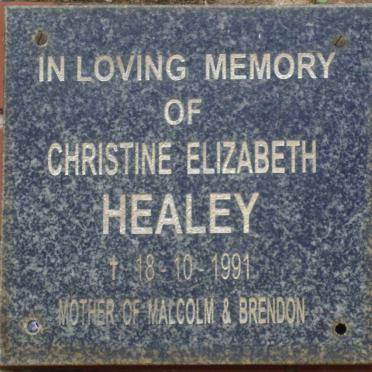 IN LOVING MEMORY
OF
CHRISTINE ELIZABETH
HEALEY
† 18-10-1991
MOTHER OF MALCOLM & BRENDON